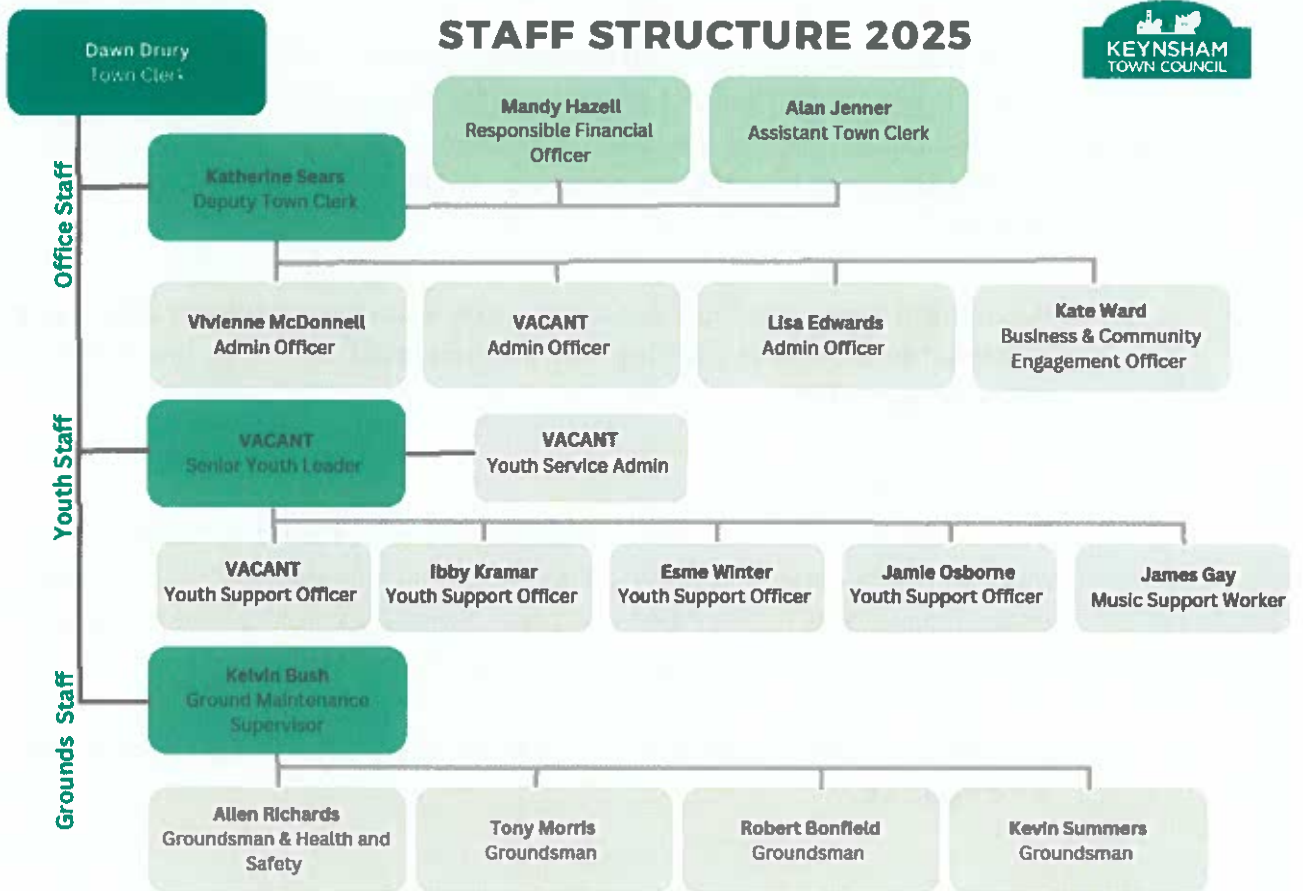 STAFF STRUCTURE 2025
KEYNSHAM
TOWN COUNCIL
Dawn Drury
Town Clerk
Mandy Hazell
Responsible Financial
Officer
Alan Jenner
Assistant Town Clerk
Office Staff
Katherine Sears
Deputy Town Clerk
Vivienne McDonnell
Admin Officer
VACANT
Admin Officer
Lisa Edwards
Admin Officer
Kate Ward
Business & Community
Engagement Officer
Youth Staff
VACANT
Senior Youth Leader
VACANT
Youth Service Admin
VACANT
Youth Support Officer
Ibby Kramar
Youth Support Officer
Esme Winter
Youth Support Officer
Jamie Osborne
Youth Support Officer
James Gay
Music Support Worker
Grounds Staff
Kelvin Bush
Ground Maintenance
Supervisor
Allen Richards
Groundsman & Health and
Safety
Tony Morris
Groundsman
Robert Bonfield
Groundsman
Kevin Summers
Groundsman